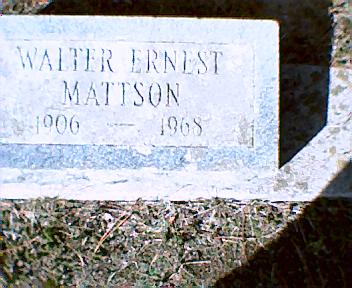 WALTER ERNEST
MATTSON
1906 — 1968